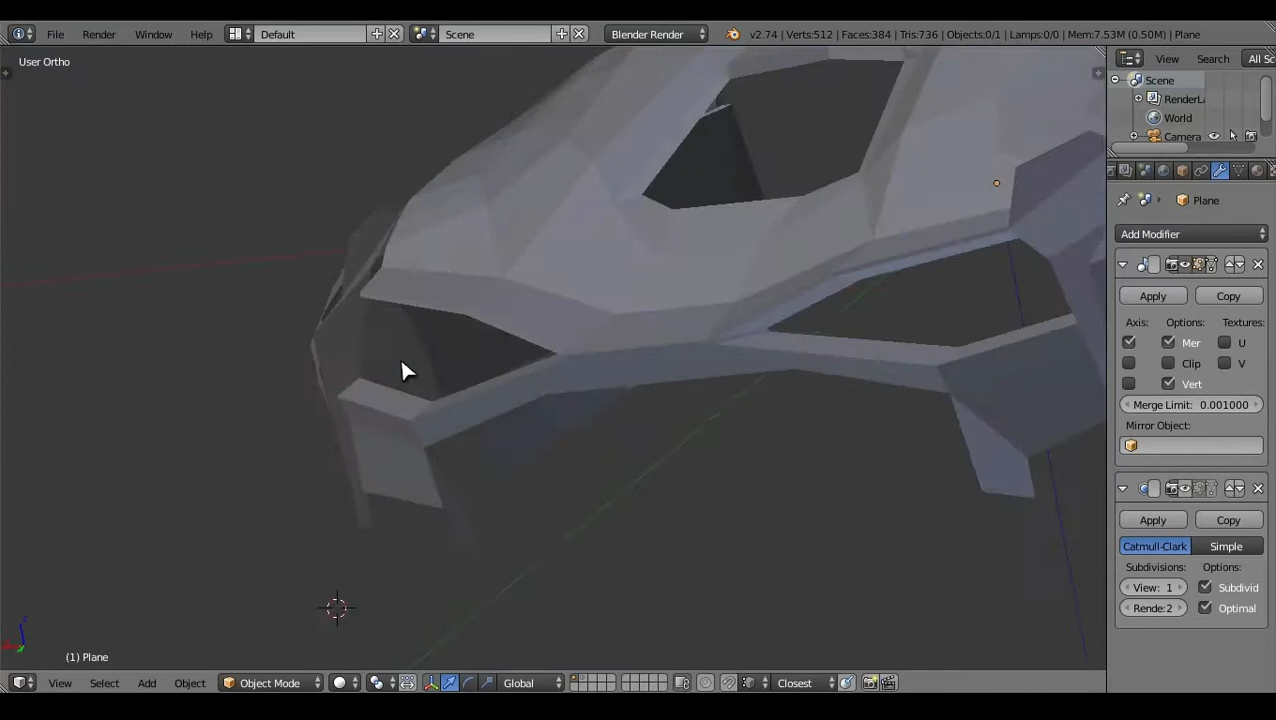 File Render Window Help Default Scene Blender Render v2.74 | Verts:512 | Faces:384 | Tris:736 | Objects:0/1 | Lamps:0/0 | Mem:7.53M (0.50M) | Plane
User Ortho
View Search All Sc
Scene
RenderLa
World
Camera
Plane
Add Modifier
Apply Copy
Axis: Options: Textures:
Mer U
Clip V
Vert
Merge Limit: 0.001000
Mirror Object:
Apply Copy
Catmull-Clark Simple
Subdivisions: Options:
View: 1 Subdivid
Rende:2 Optimal
(1) Plane
View Select Add Object Object Mode Global Closest